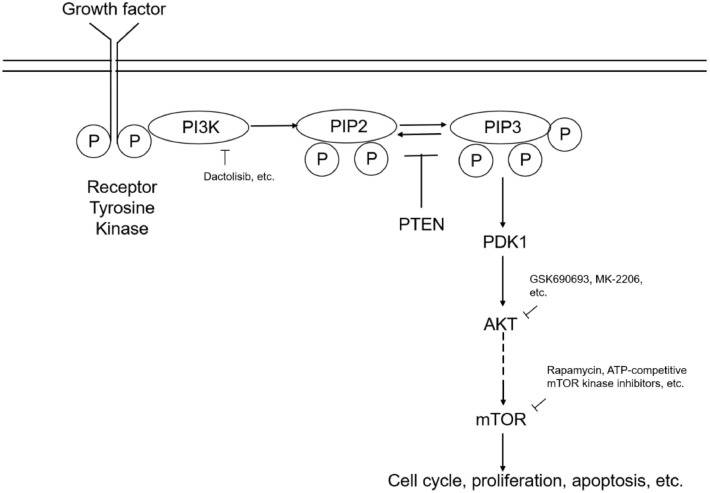 Growth factor
P
P
PI3K
PIP2
PIP3
P
P
P
P
P
Dactolisib, etc.
Receptor
Tyrosine
Kinase
PTEN
PDK1
GSK690693, MK-2206,
etc.
AKT
Rapamycin, ATP-competitive
mTOR kinase inhibitors, etc.
mTOR
Cell cycle, proliferation, apoptosis, etc.